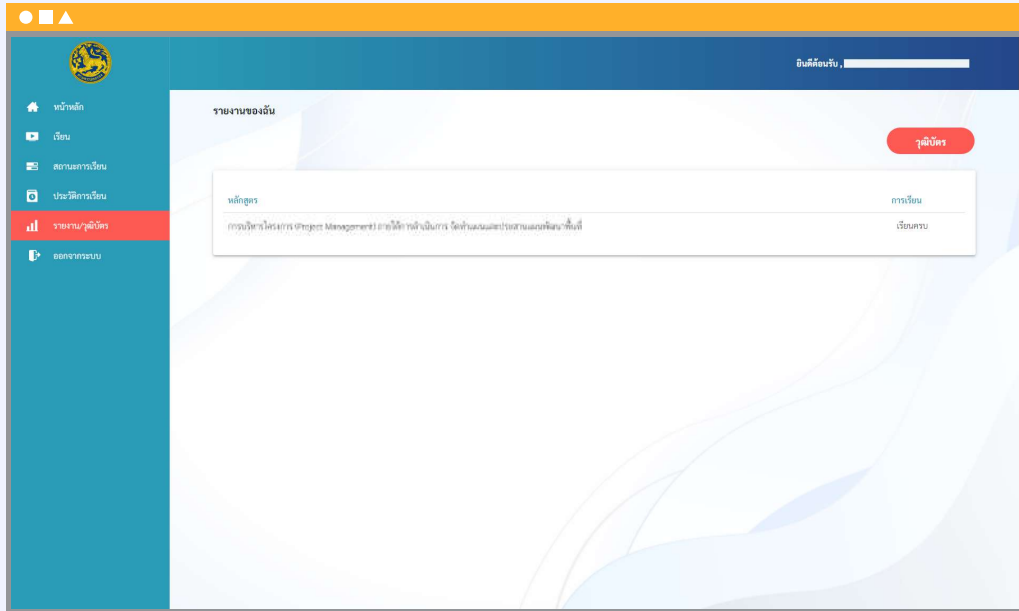 ยินดีต้อนรับ ,
หน้าหลัก
เรียน
สถานะการเรียน
ประวัติการเรียน
รายงาน/วุฒิบัตร
ออกจากระบบ
รายงานของฉัน
วุฒิบัตร
หลักสูตร การเรียน
การบริหารโครงการ (Project Management) ภายใต้การดำเนินการ จัดทำแผนและประสานแผนพัฒนาพื้นที่ เรียนครบ